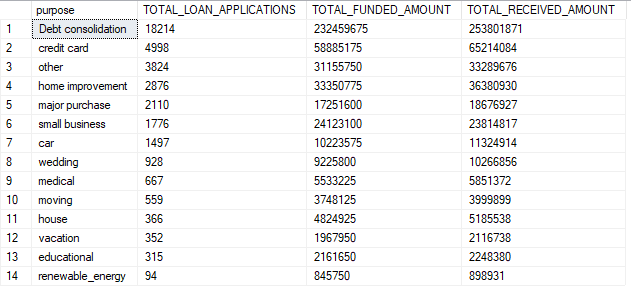 purpose TOTAL_LOAN_APPLICATIONS TOTAL_FUNDED_AMOUNT TOTAL_RECEIVED_AMOUNT
1 Debt consolidation 18214 232459675 253801871
2 credit card 4998 58885175 65214084
3 other 3824 31155750 33289676
4 home improvement 2876 33350775 36380930
5 major purchase 2110 17251600 18676927
6 small business 1776 24123100 23814817
7 car 1497 10223575 11324914
8 wedding 928 9225800 10266856
9 medical 667 5533225 5851372
10 moving 559 3748125 3999899
11 house 366 4824925 5185538
12 vacation 352 1967950 2116738
13 educational 315 2161650 2248380
14 renewable_energy 94 845750 898931